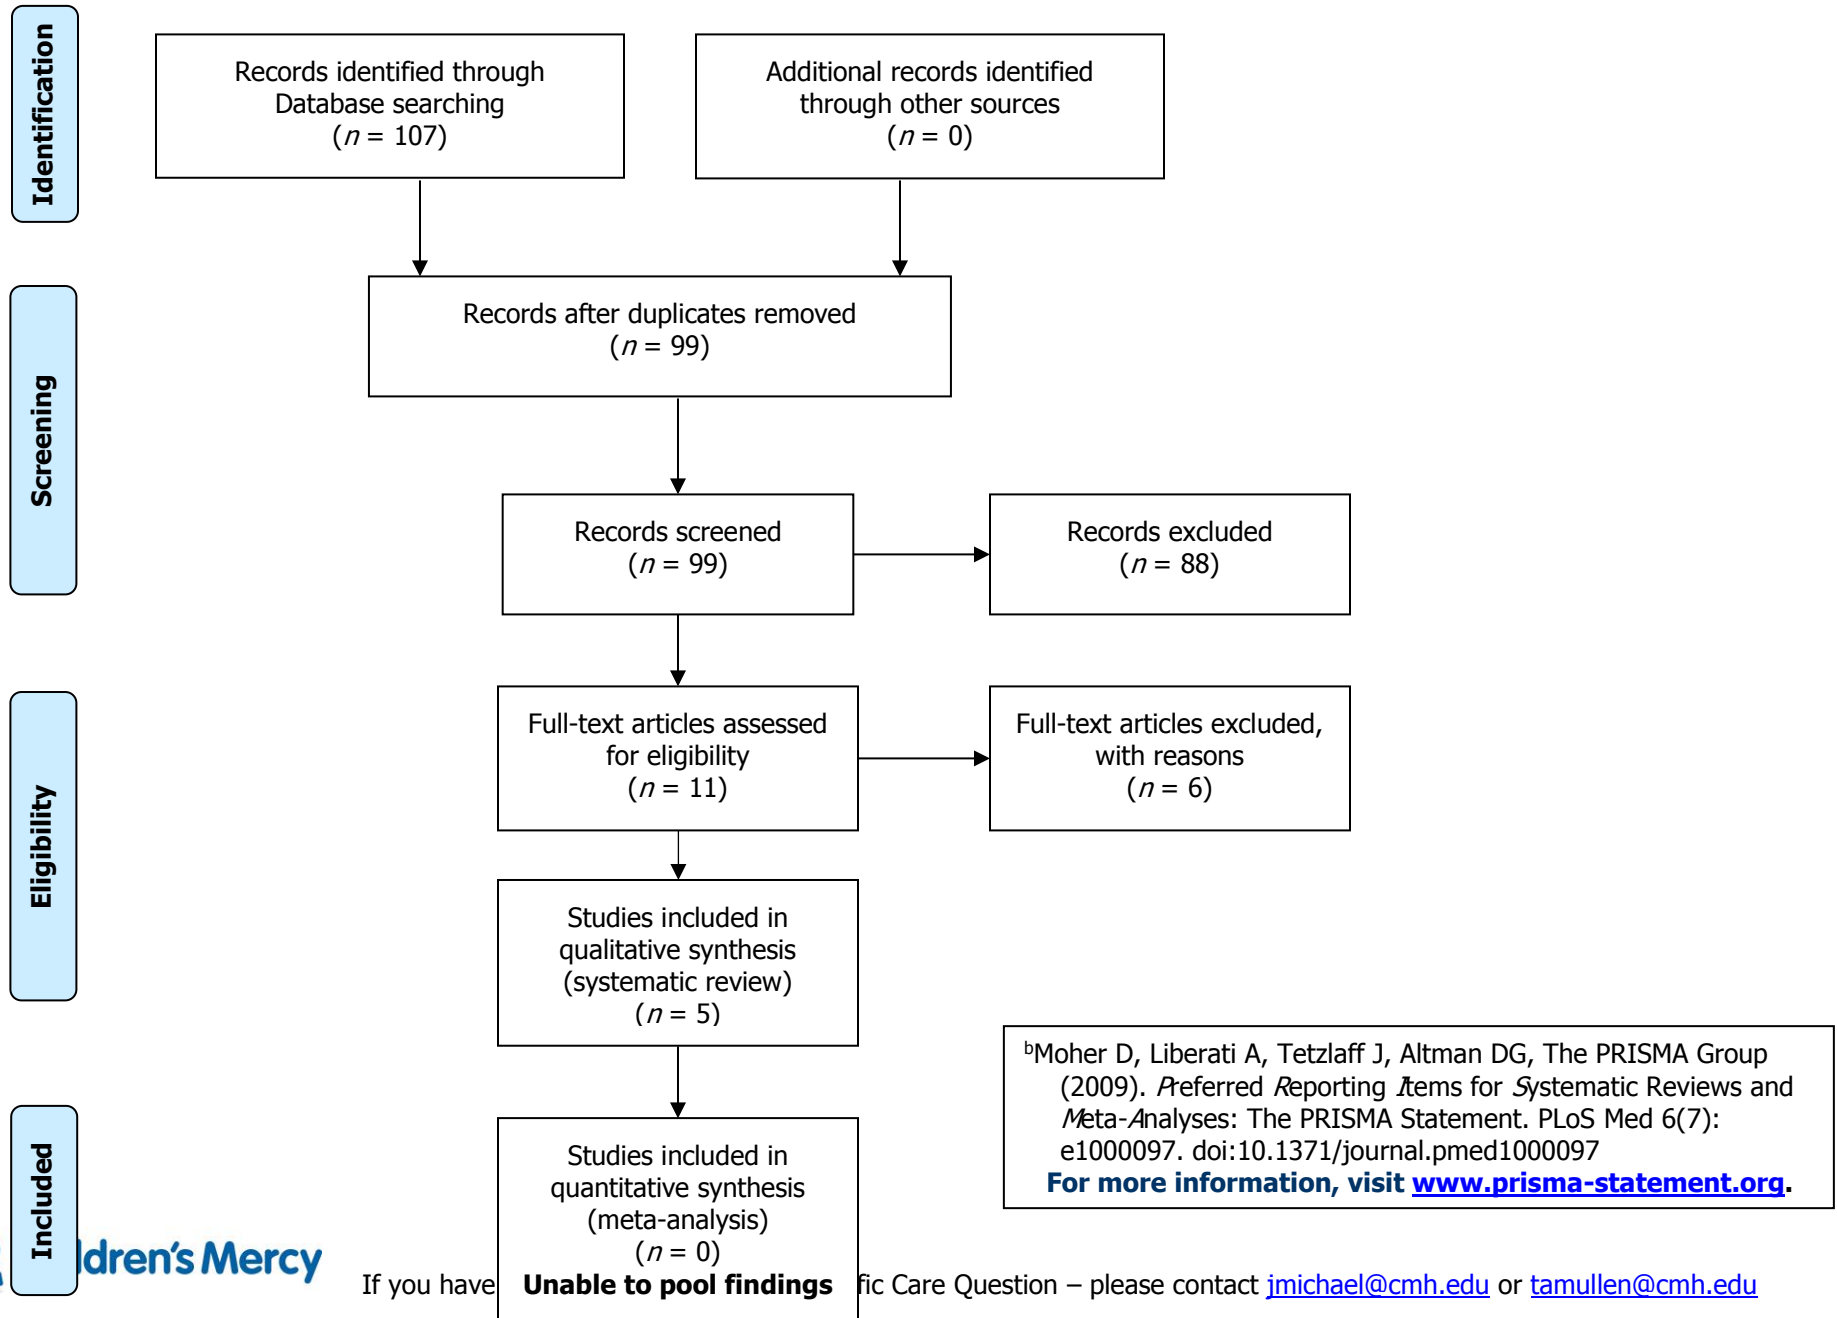 Identification
Records identified through
Database searching
(n = 107)
Additional records identified
through other sources
(n = 0)
Screening
Records after duplicates removed
(n = 99)
Records screened
(n = 99)
Records excluded
(n = 88)
Eligibility
Full-text articles assessed
for eligibility
(n = 11)
Full-text articles excluded,
with reasons
(n = 6)
Studies included in
qualitative synthesis
(systematic review)
(n = 5)
Included
Studies included in
quantitative synthesis
(meta-analysis)
(n = 0)
Unable to pool findings
ᵇMoher D, Liberati A, Tetzlaff J, Altman DG, The PRISMA Group
(2009). Preferred Reporting Items for Systematic Reviews and
Meta-Analyses: The PRISMA Statement. PLoS Med 6(7):
e1000097. doi:10.1371/journal.pmed1000097
For more information, visit www.prisma-statement.org.
dren's Mercy
If you have fic Care Question – please contact jmichael@cmh.edu or tamullen@cmh.edu